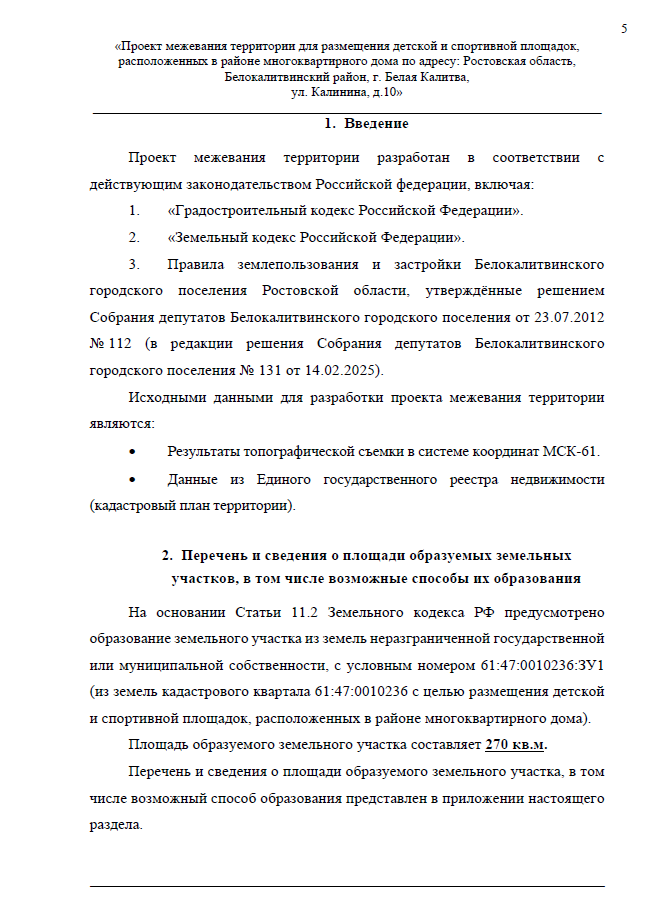 5
«Проект межевания территории для размещения детской и спортивной площадок,
расположенных в районе многоквартирного дома по адресу: Ростовская область,
Белокалитвинский район, г. Белая Калитва,
ул. Калинина, д.10»
1. Введение
Проект межевания территории разработан в соответствии с
действующим законодательством Российской федерации, включая:
1. «Градостроительный кодекс Российской Федерации».
2. «Земельный кодекс Российской Федерации».
3. Правила землепользования и застройки Белокалитвинского
городского поселения Ростовской области, утверждённые решением
Собрания депутатов Белокалитвинского городского поселения от 23.07.2012
№ 112 (в редакции решения Собрания депутатов Белокалитвинского
городского поселения № 131 от 14.02.2025).
Исходными данными для разработки проекта межевания территории
являются:
• Результаты топографической съемки в системе координат МСК-61.
• Данные из Единого государственного реестра недвижимости
(кадастровый план территории).
2. Перечень и сведения о площади образуемых земельных
участков, в том числе возможные способы их образования
На основании Статьи 11.2 Земельного кодекса РФ предусмотрено
образование земельного участка из земель неразграниченной государственной
или муниципальной собственности, с условным номером 61:47:0010236:ЗУ1
(из земель кадастрового квартала 61:47:0010236 с целью размещения детской
и спортивной площадок, расположенных в районе многоквартирного дома).
Площадь образуемого земельного участка составляет 270 кв.м.
Перечень и сведения о площади образуемого земельного участка, в том
числе возможный способ образования представлен в приложении настоящего
раздела.